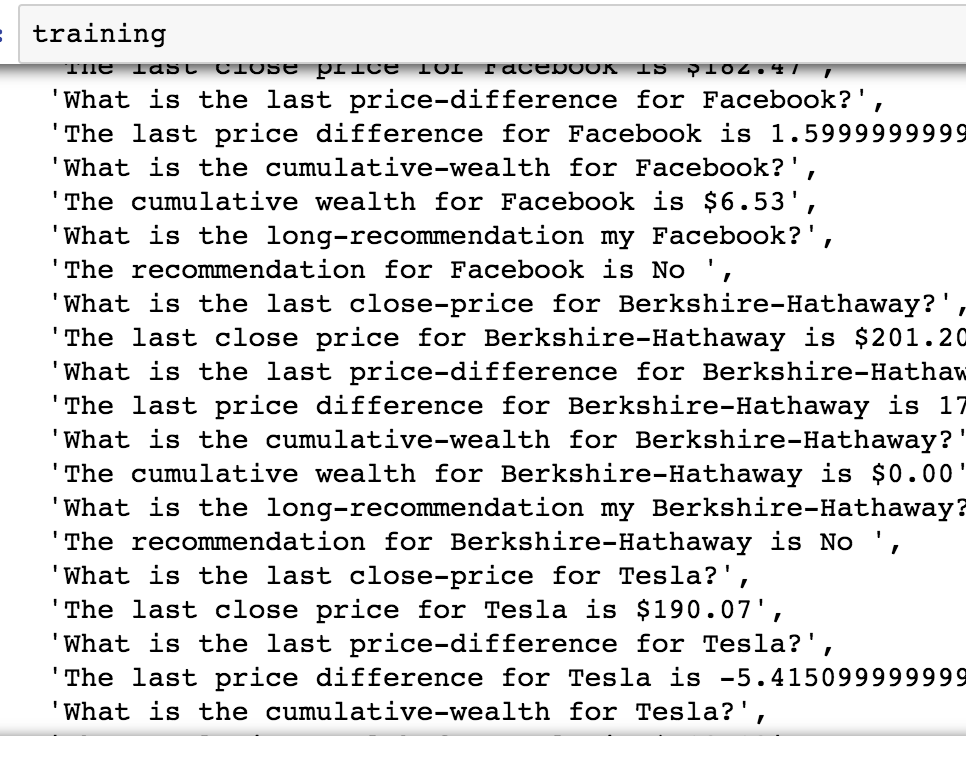 : training
'The last close price for Facebook is $182.47 ',
'What is the last price-difference for Facebook?',
'The last price difference for Facebook is 1.5999999999
'What is the cumulative-wealth for Facebook?',
'The cumulative wealth for Facebook is $6.53',
'What is the long-recommendation my Facebook?',
'The recommendation for Facebook is No ',
'What is the last close-price for Berkshire-Hathaway?',
'The last close price for Berkshire-Hathaway is $201.20
'What is the last price-difference for Berkshire-Hathaw
'The last price difference for Berkshire-Hathaway is 17
'What is the cumulative-wealth for Berkshire-Hathaway?'
'The cumulative wealth for Berkshire-Hathaway is $0.00'
'What is the long-recommendation my Berkshire-Hathaway?
'The recommendation for Berkshire-Hathaway is No ',
'What is the last close-price for Tesla?',
'The last close price for Tesla is $190.07',
'What is the last price-difference for Tesla?',
'The last price difference for Tesla is -5.415099999999
'What is the cumulative-wealth for Tesla?',